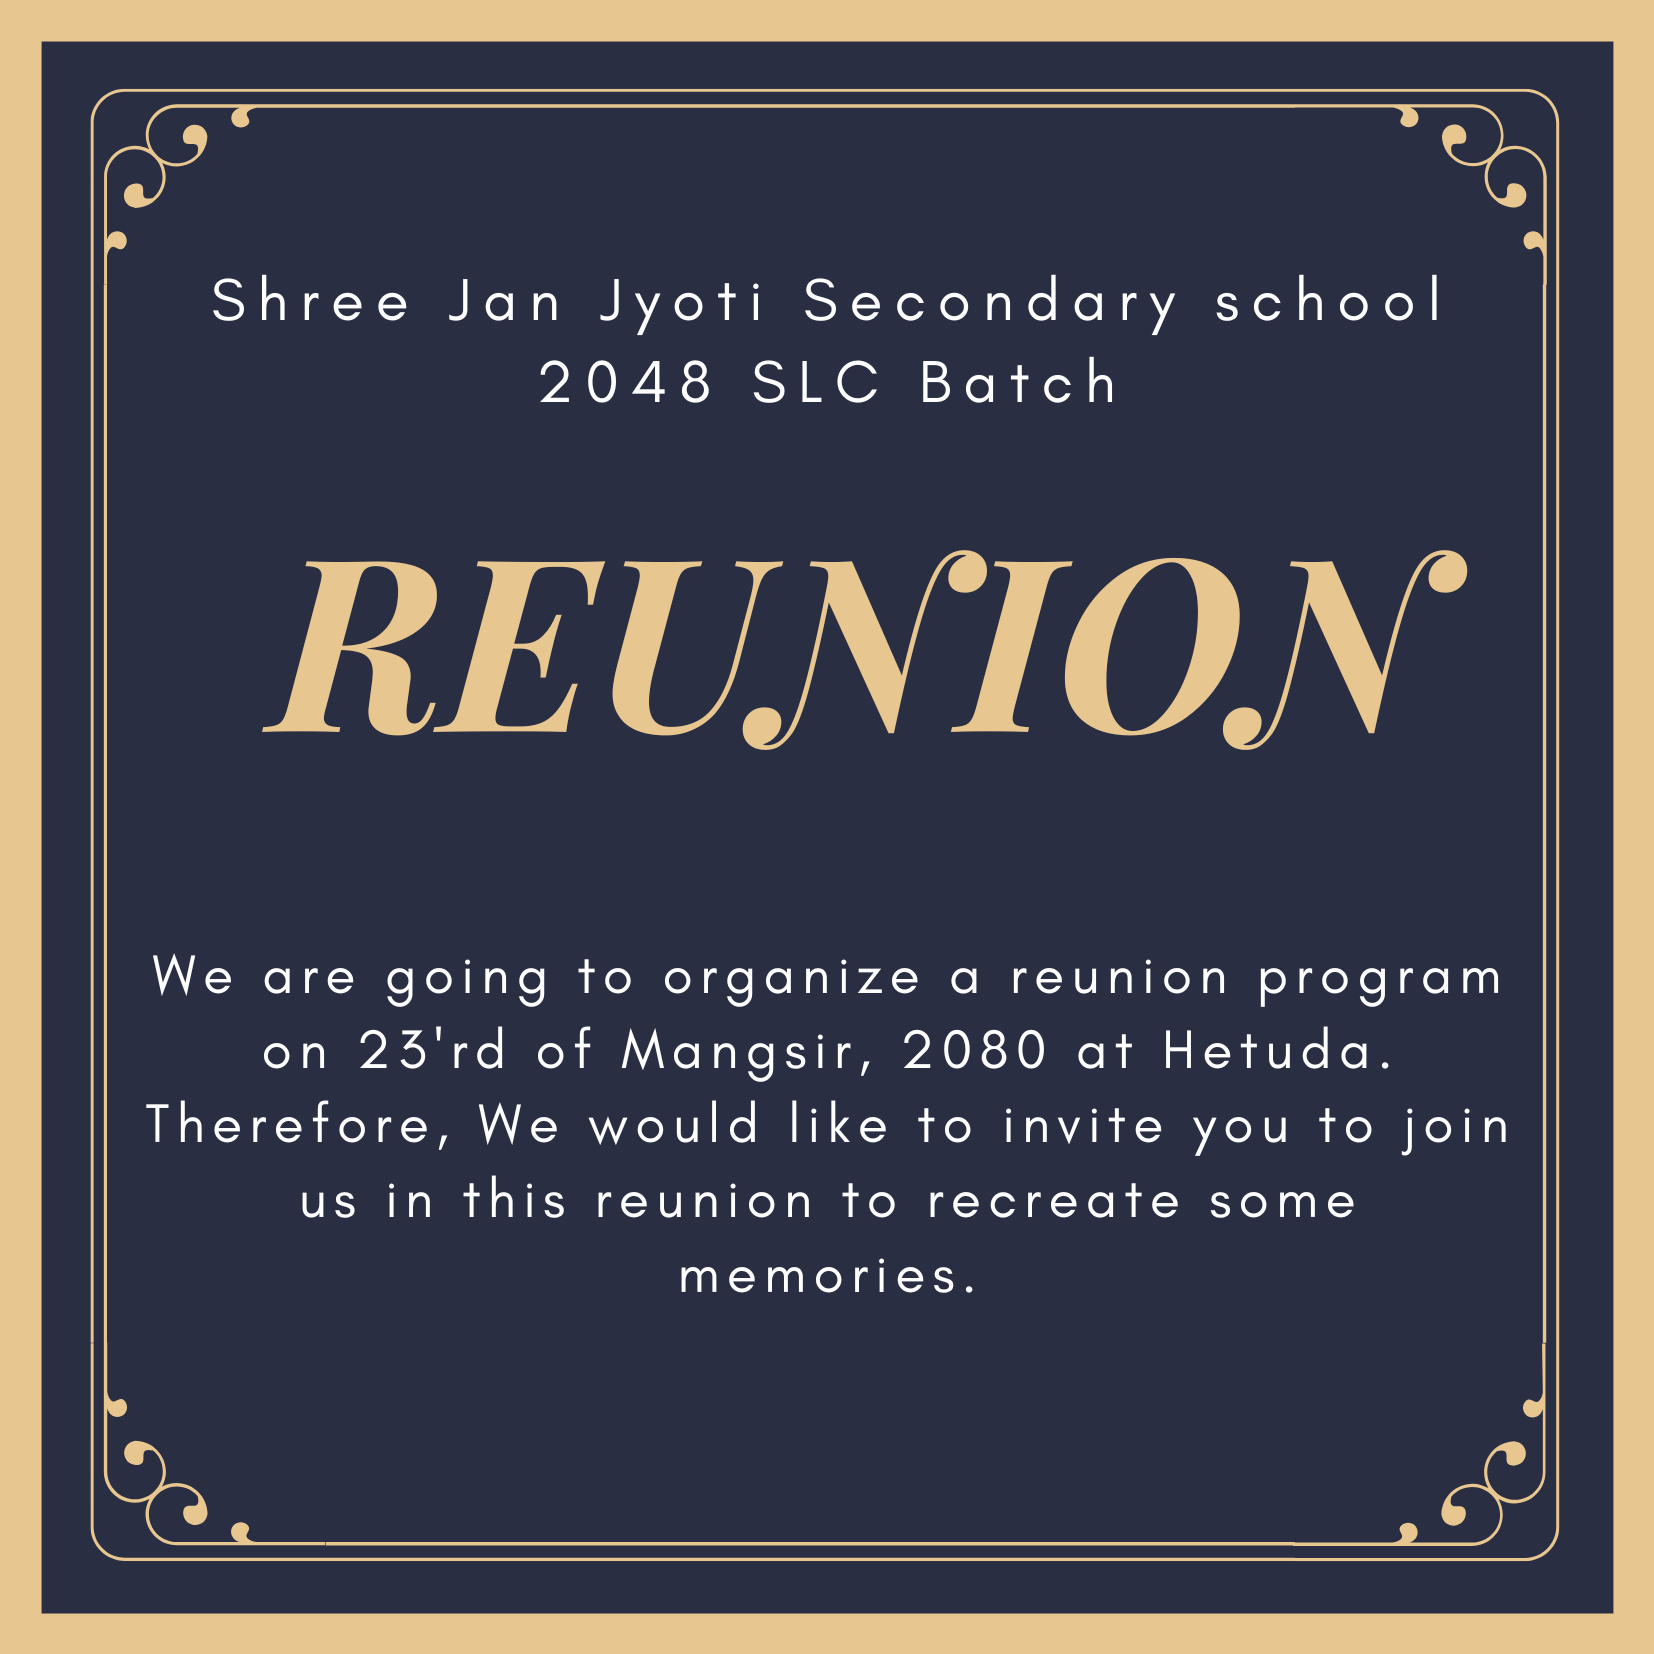 Shree Jan Jyoti Secondary school
2048 SLC Batch
REUNION
We are going to organize a reunion program
on 23'rd of Mangsir, 2080 at Hetuda.
Therefore, We would like to invite you to join
us in this reunion to recreate some
memories.